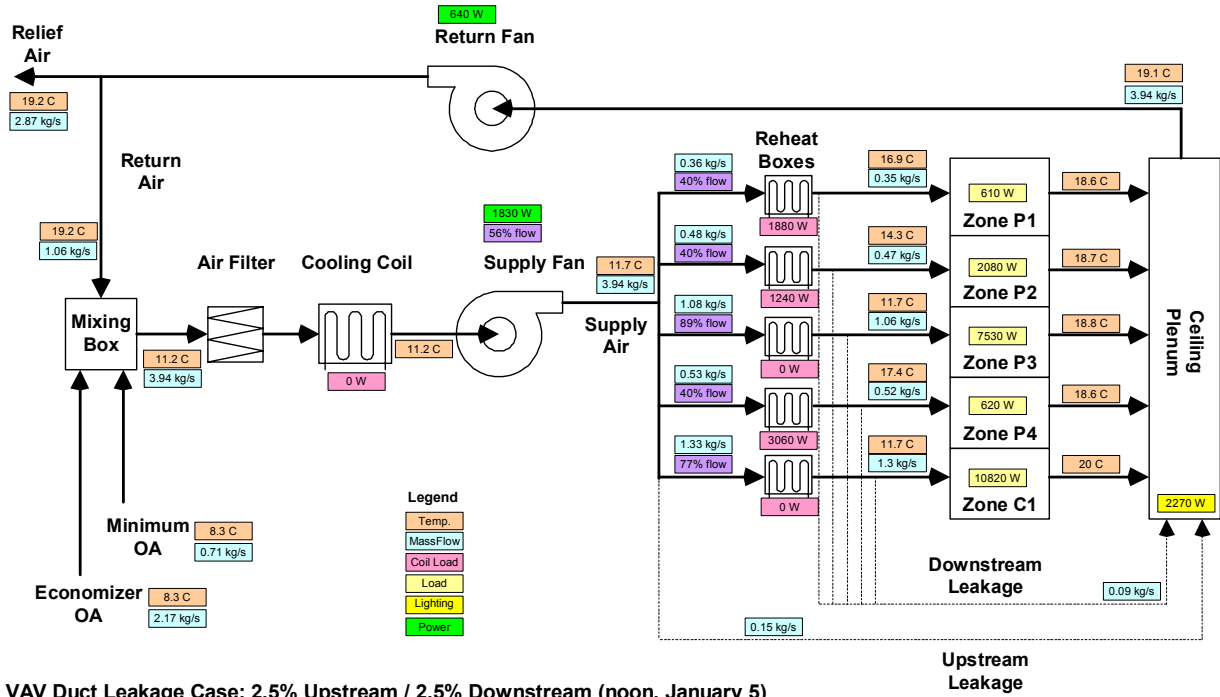 640 W
Return Fan
Relief
Air
19.2 C
2.87 kg/s
19.1 C
3.94 kg/s
Return
Air
19.2 C
1.06 kg/s
Mixing
Box
11.2 C
3.94 kg/s
Air Filter
Cooling Coil
0 W
11.2 C
1830 W
56% flow
Supply Fan
11.7 C
3.94 kg/s
Supply
Air
Reheat
Boxes
0.36 kg/s
40% flow
1880 W
16.9 C
0.35 kg/s
610 W
Zone P1
18.6 C
0.48 kg/s
40% flow
1240 W
14.3 C
0.47 kg/s
2080 W
Zone P2
18.7 C
1.08 kg/s
89% flow
0 W
11.7 C
1.06 kg/s
7530 W
Zone P3
18.8 C
0.53 kg/s
40% flow
3060 W
17.4 C
0.52 kg/s
620 W
Zone P4
18.6 C
1.33 kg/s
77% flow
0 W
11.7 C
1.3 kg/s
10820 W
Zone C1
20 C
Ceiling
Plenum
2270 W
Minimum
OA
8.3 C
0.71 kg/s
Economizer
OA
8.3 C
2.17 kg/s
Legend
Temp.
MassFlow
Coil Load
Load
Lighting
Power
Downstream
Leakage
0.09 kg/s
0.15 kg/s
Upstream
Leakage
VAV Duct Leakage Case: 2.5% Upstream / 2.5% Downstream (noon, January 5)